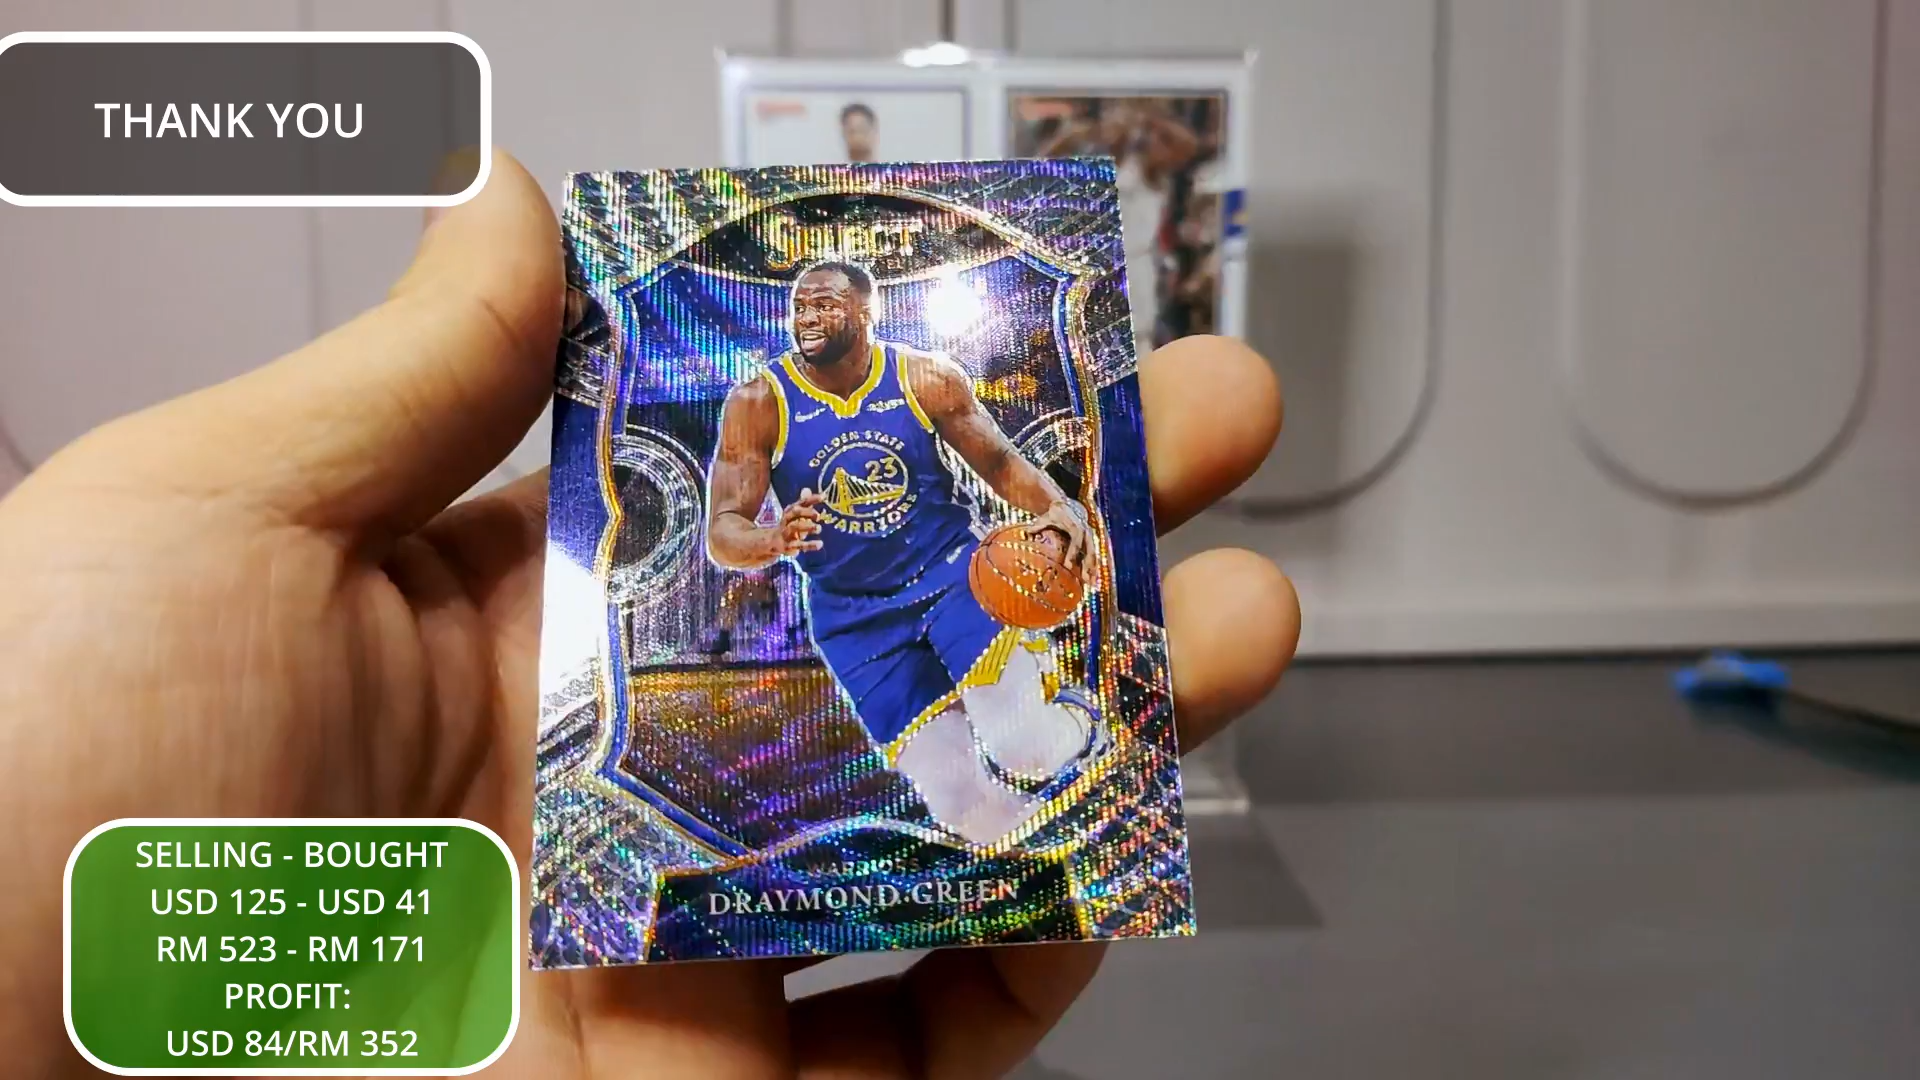 THANK YOU
SELECT
GOLDEN STATE
23
WARRIORS
WARRIORS
DRAYMOND GREEN
SELLING - BOUGHT
USD 125 - USD 41
RM 523 - RM 171
PROFIT:
USD 84/RM 352